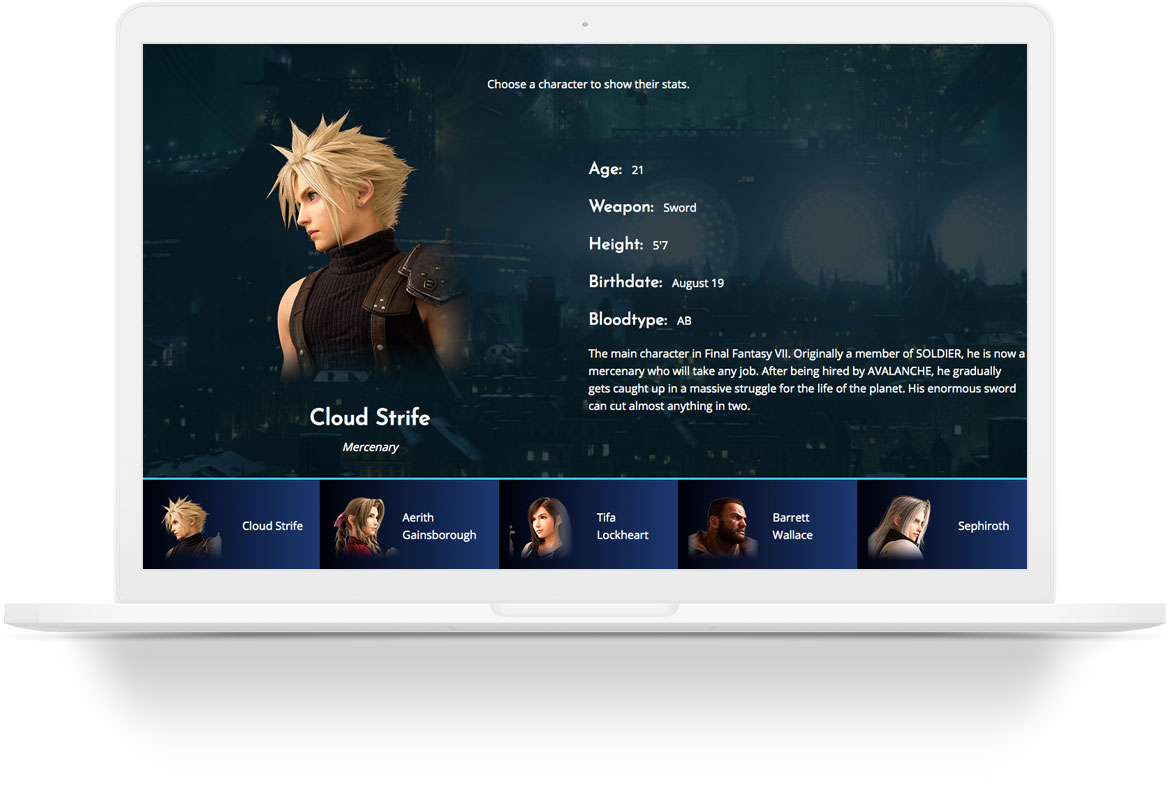 Choose a character to show their stats.
Age: 21
Weapon: Sword
Height: 5'7
Birthdate: August 19
Bloodtype: AB
The main character in Final Fantasy VII. Originally a member of SOLDIER, he is now a
mercenary who will take any job. After being hired by AVALANCHE, he gradually
gets caught up in a massive struggle for the life of the planet. His enormous sword
can cut almost anything in two.
Cloud Strife
Mercenary
Cloud Strife
Aerith
Gainsborough
Tifa
Lockheart
Barrett
Wallace
Sephiroth